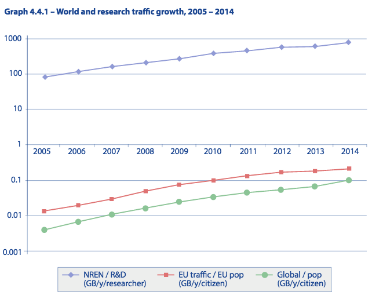 Graph 4.4.1 – World and research traffic growth, 2005 – 2014
1000
100
10
1
2005 2006 2007 2008 2009 2010 2011 2012 2013 2014
0.1
0.01
0.001
NREN / R&D EU traffic / EU pop Global / pop
(GB/y/researcher) (GB/y/citizen) (GB/y/citizen)